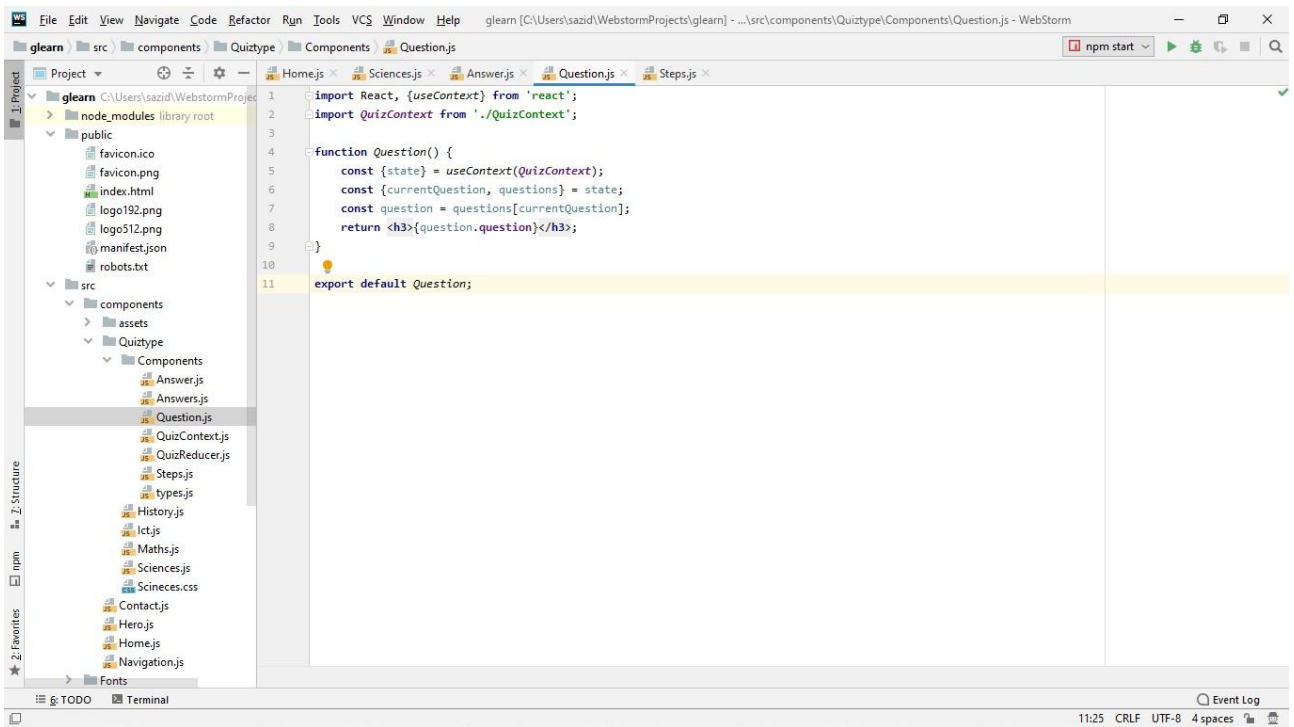 WS File Edit View Navigate Code Refactor Run Tools VCS Window Help glearn [C:\Users\sazid\WebstormProjects\glearn] - ...\src\components\Quiztype\Components\Question.js - WebStorm
glearn src components Quiztype Components Question.js npm start
Project
Home.js Sciences.js Answer.js Question.js Steps.js
1: Project
7: Structure
npm
2: Favorites
glearn C:\Users\sazid\WebstormProjec
node_modules library root
public
favicon.ico
favicon.png
index.html
logo192.png
logo512.png
manifest.json
robots.txt
src
components
assets
Quiztype
Components
Answer.js
Answers.js
Question.js
QuizContext.js
QuizReducer.js
Steps.js
types.js
History.js
Ict.js
Maths.js
Sciences.js
Scineces.css
Contact.js
Hero.js
Home.js
Navigation.js
Fonts
1 import React, {useContext} from 'react';
2 import QuizContext from './QuizContext';
3
4 function Question() {
5 const {state} = useContext(QuizContext);
6 const {currentQuestion, questions} = state;
7 const question = questions[currentQuestion];
8 return <h3>{question.question}</h3>;
9 }
10
11 export default Question;
6: TODO Terminal Event Log
11:25 CRLF UTF-8 4 spaces